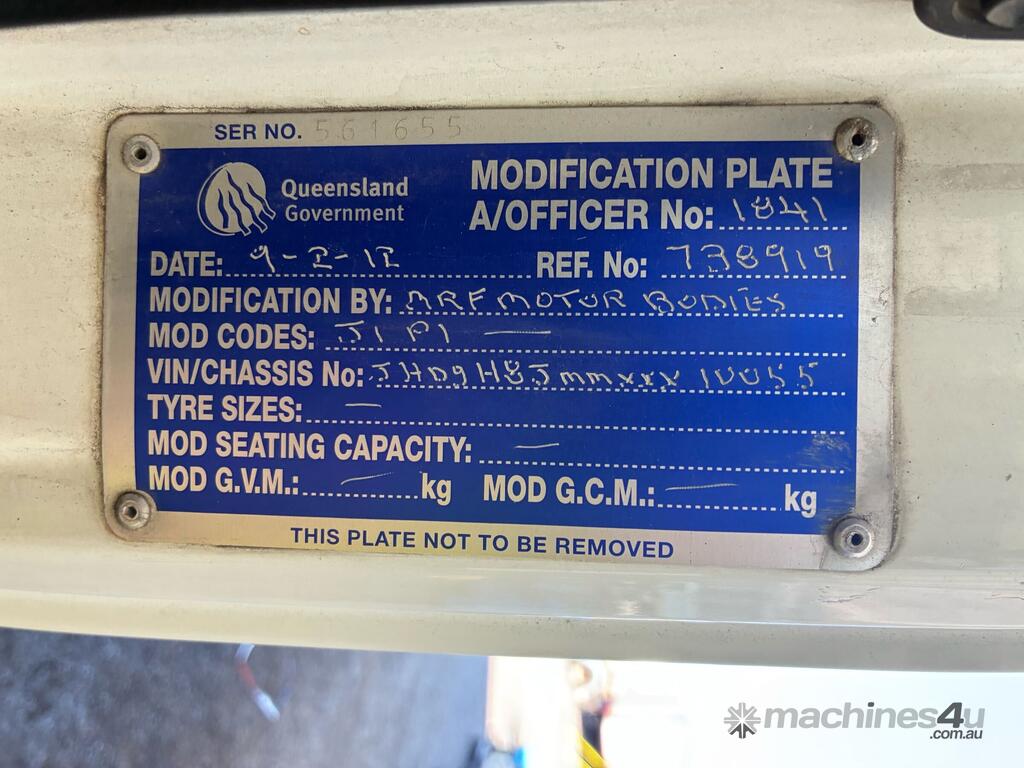 SER NO. 561655
Queensland
Government
MODIFICATION PLATE
A/OFFICER No: 1841
DATE: 9-2-12 REF. No: 738919
MODIFICATION BY: MRF MOTOR BODIES
MOD CODES: J1 P1 —
VIN/CHASSIS No: JHDGH8Jmmxxx10055
TYRE SIZES: —
MOD SEATING CAPACITY: —
MOD G.V.M.: — kg MOD G.C.M.: — kg
THIS PLATE NOT TO BE REMOVED
machines4u
.com.au